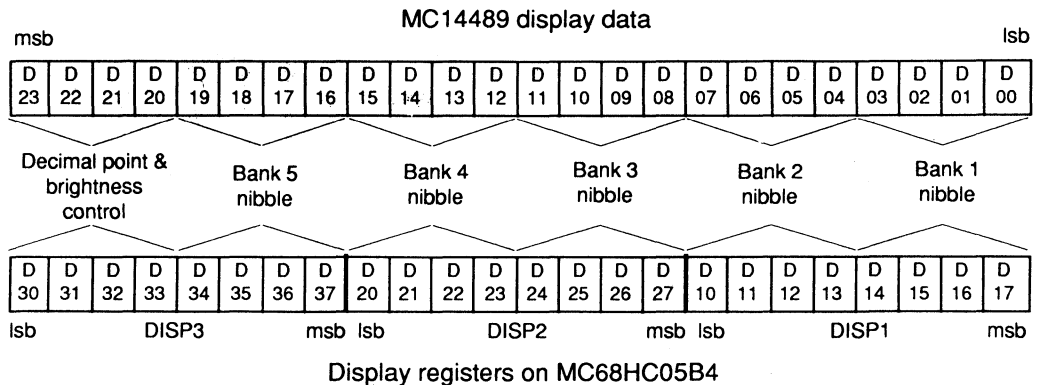 MC14489 display data
msb lsb
D D D D D D D D D D D D D D D D D D D D D D D D
23 22 21 20 19 18 17 16 15 14 13 12 11 10 09 08 07 06 05 04 03 02 01 00
Decimal point & brightness control
Bank 5 nibble
Bank 4 nibble
Bank 3 nibble
Bank 2 nibble
Bank 1 nibble
D D D D D D D D D D D D D D D D D D D D D D D D
30 31 32 33 34 35 36 37 20 21 22 23 24 25 26 27 10 11 12 13 14 15 16 17
lsb DISP3 msb lsb DISP2 msb lsb DISP1 msb
Display registers on MC68HC05B4